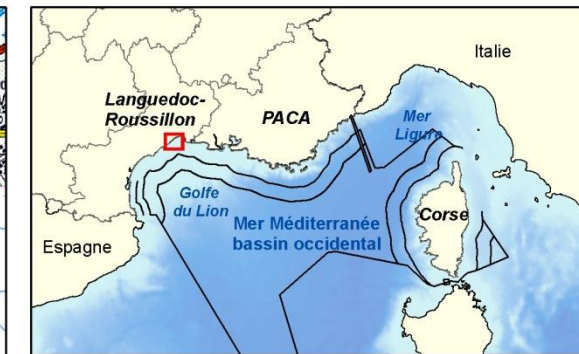 Italie
Languedoc-
Roussillon
PACA
Mer
Ligure
Golfe
du Lion
Mer Méditerranée
bassin occidental
Corse
Espagne